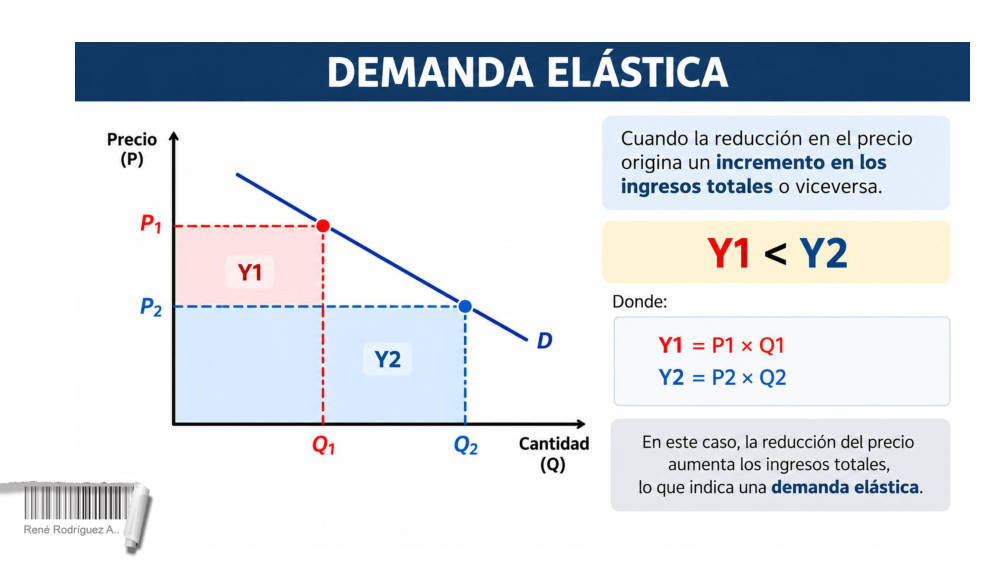 DEMANDA ELÁSTICA
Precio
(P)
P₁
Y1
P₂
Y2
D
Q₁
Q₂
Cantidad
(Q)
Cuando la reducción en el precio
origina un incremento en los
ingresos totales o viceversa.
Y1 < Y2
Donde:
Y1 = P1 × Q1
Y2 = P2 × Q2
En este caso, la reducción del precio
aumenta los ingresos totales,
lo que indica una demanda elástica.
René Rodríguez A..